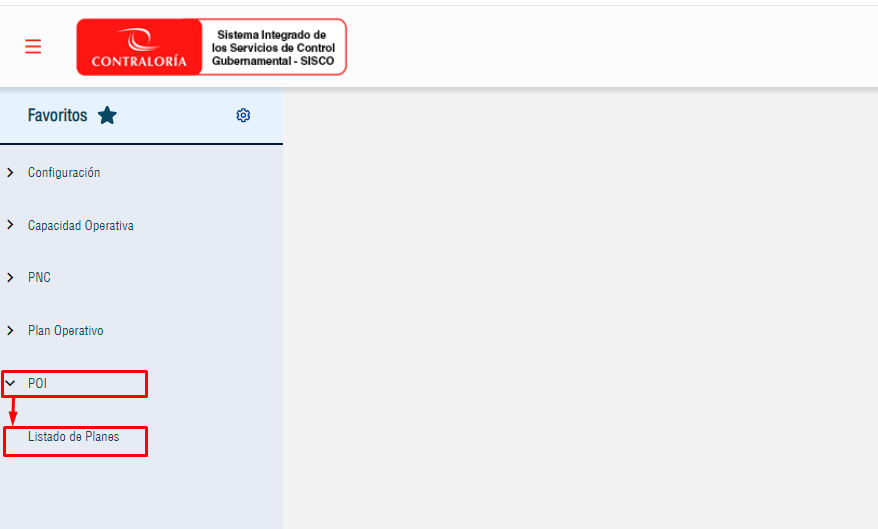 CONTRALORÍA
Sistema Integrado de
los Servicios de Control
Gubernamental - SISCO
Favoritos
Configuración
Capacidad Operativa
PNC
Plan Operativo
POI
Listado de Planes